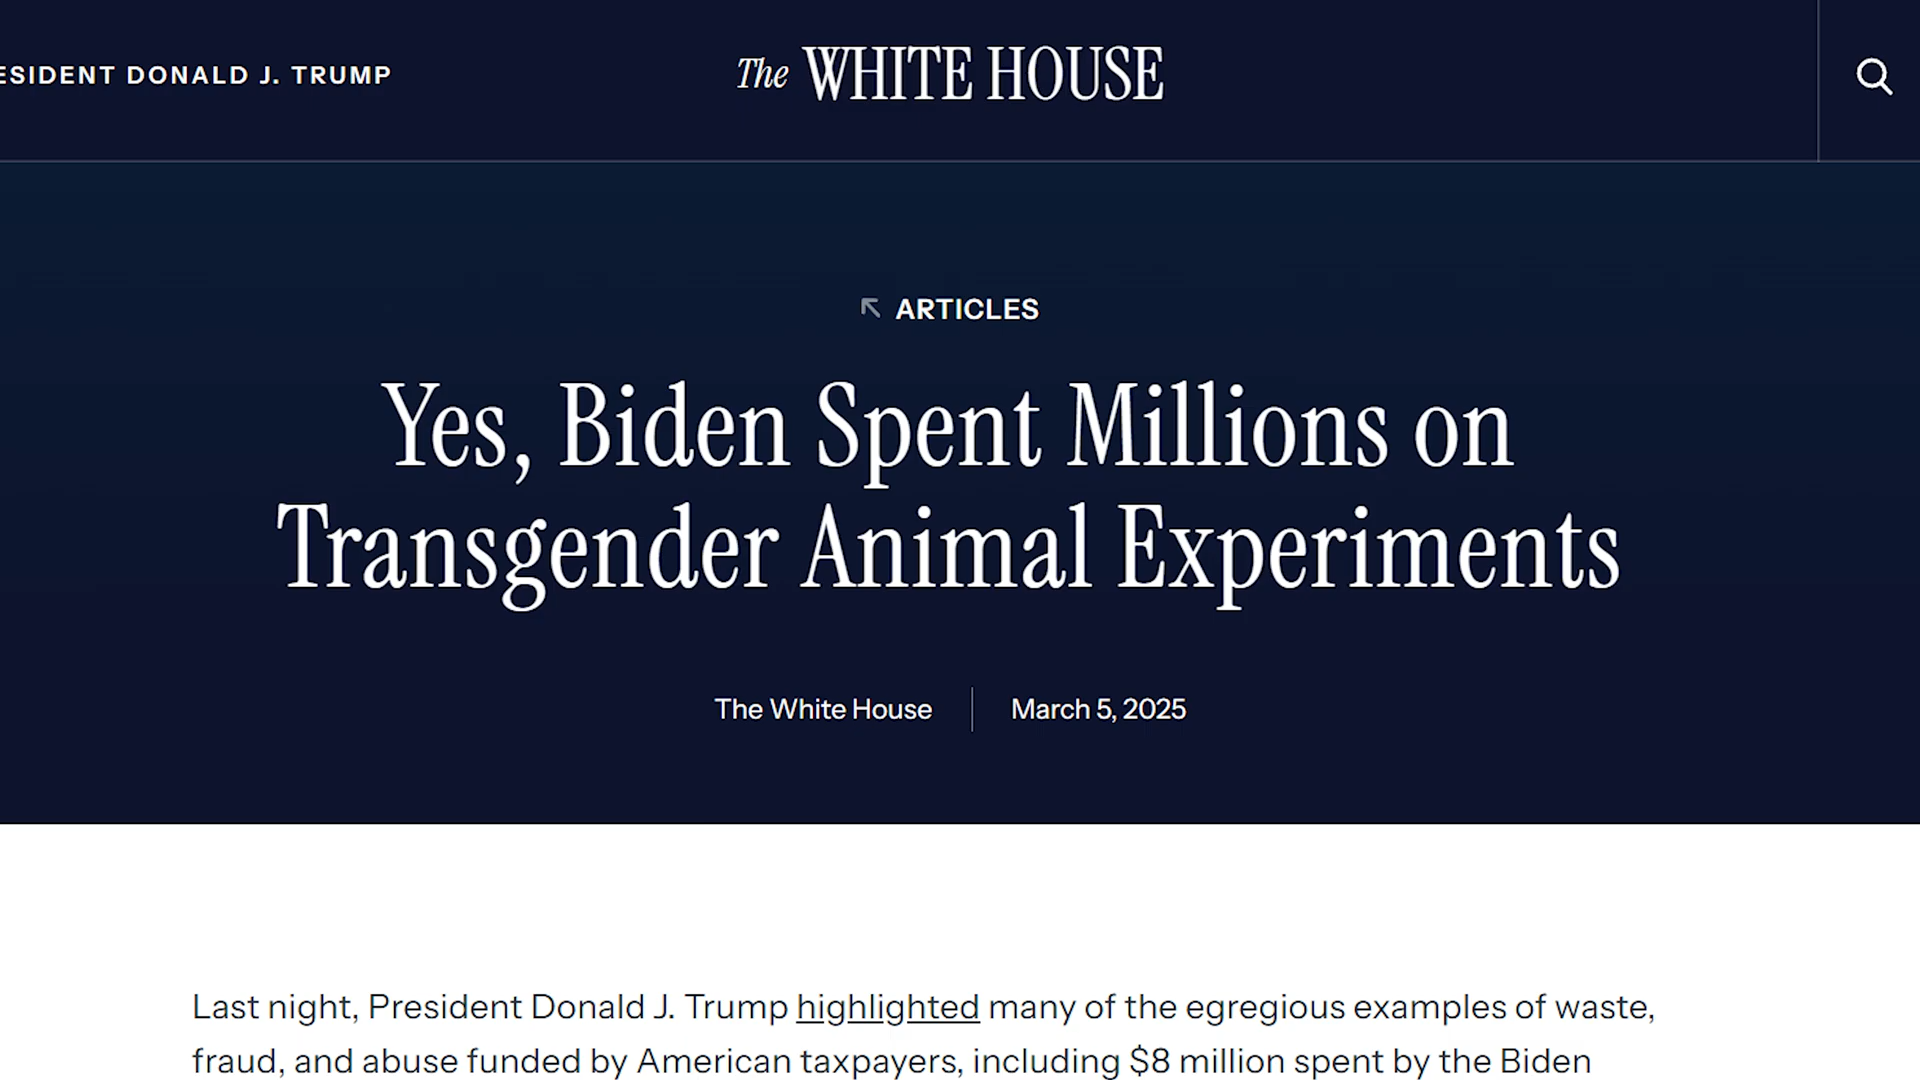 ESIDENT DONALD J. TRUMP
The WHITE HOUSE
ARTICLES
Yes, Biden Spent Millions on
Transgender Animal Experiments
The White House
March 5, 2025
Last night, President Donald J. Trump highlighted many of the egregious examples of waste,
fraud, and abuse funded by American taxpayers, including $8 million spent by the Biden